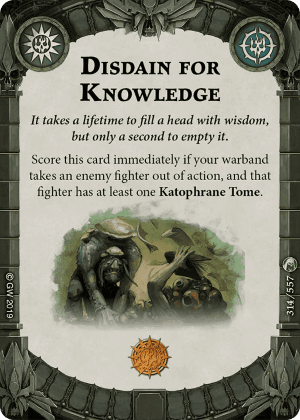 DISDAIN FOR
KNOWLEDGE
It takes a lifetime to fill a head with wisdom,
but only a second to empty it.
Score this card immediately if your warband
takes an enemy fighter out of action, and that
fighter has at least one Katophrane Tome.
© GW 2019
314/557